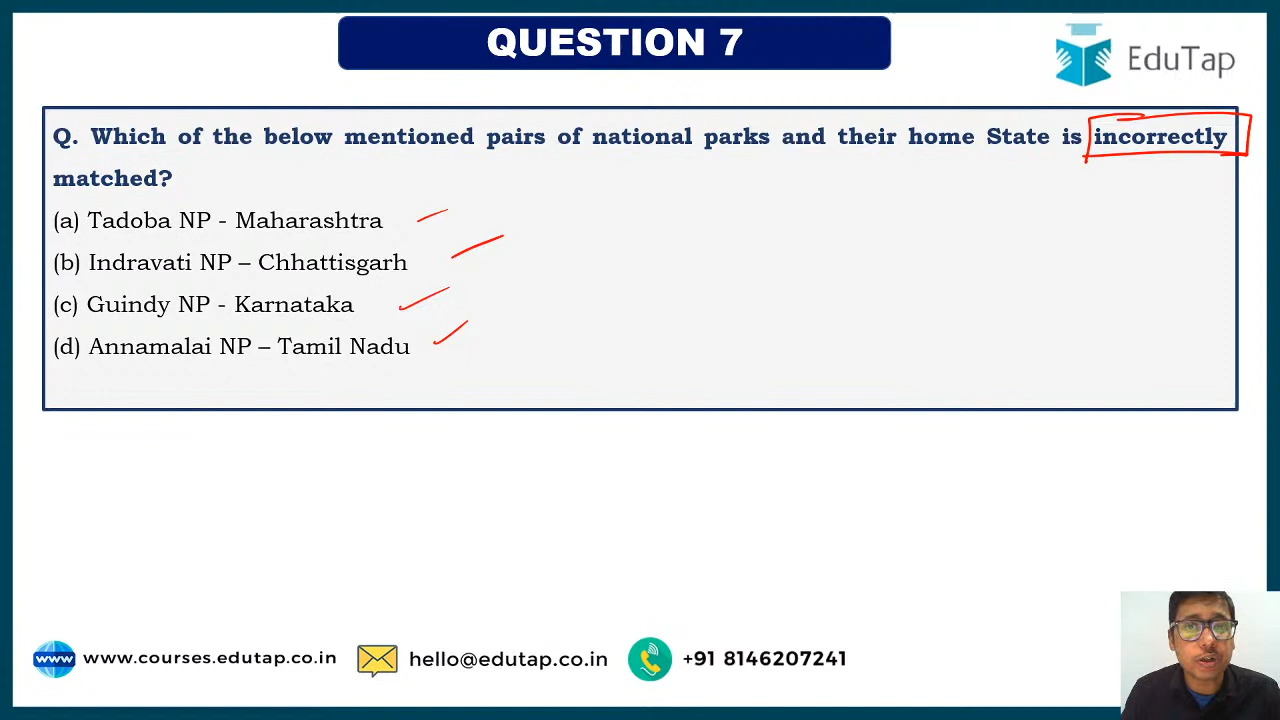 QUESTION 7
EduTap
Q. Which of the below mentioned pairs of national parks and their home State is incorrectly
matched?
(a) Tadoba NP - Maharashtra
(b) Indravati NP – Chhattisgarh
(c) Guindy NP - Karnataka
(d) Annamalai NP – Tamil Nadu
www www.courses.edutap.co.in hello@edutap.co.in +91 8146207241